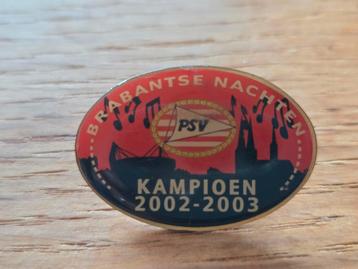 BRABANTSE NACHTEN
PSV
KAMPIOEN
2002-2003